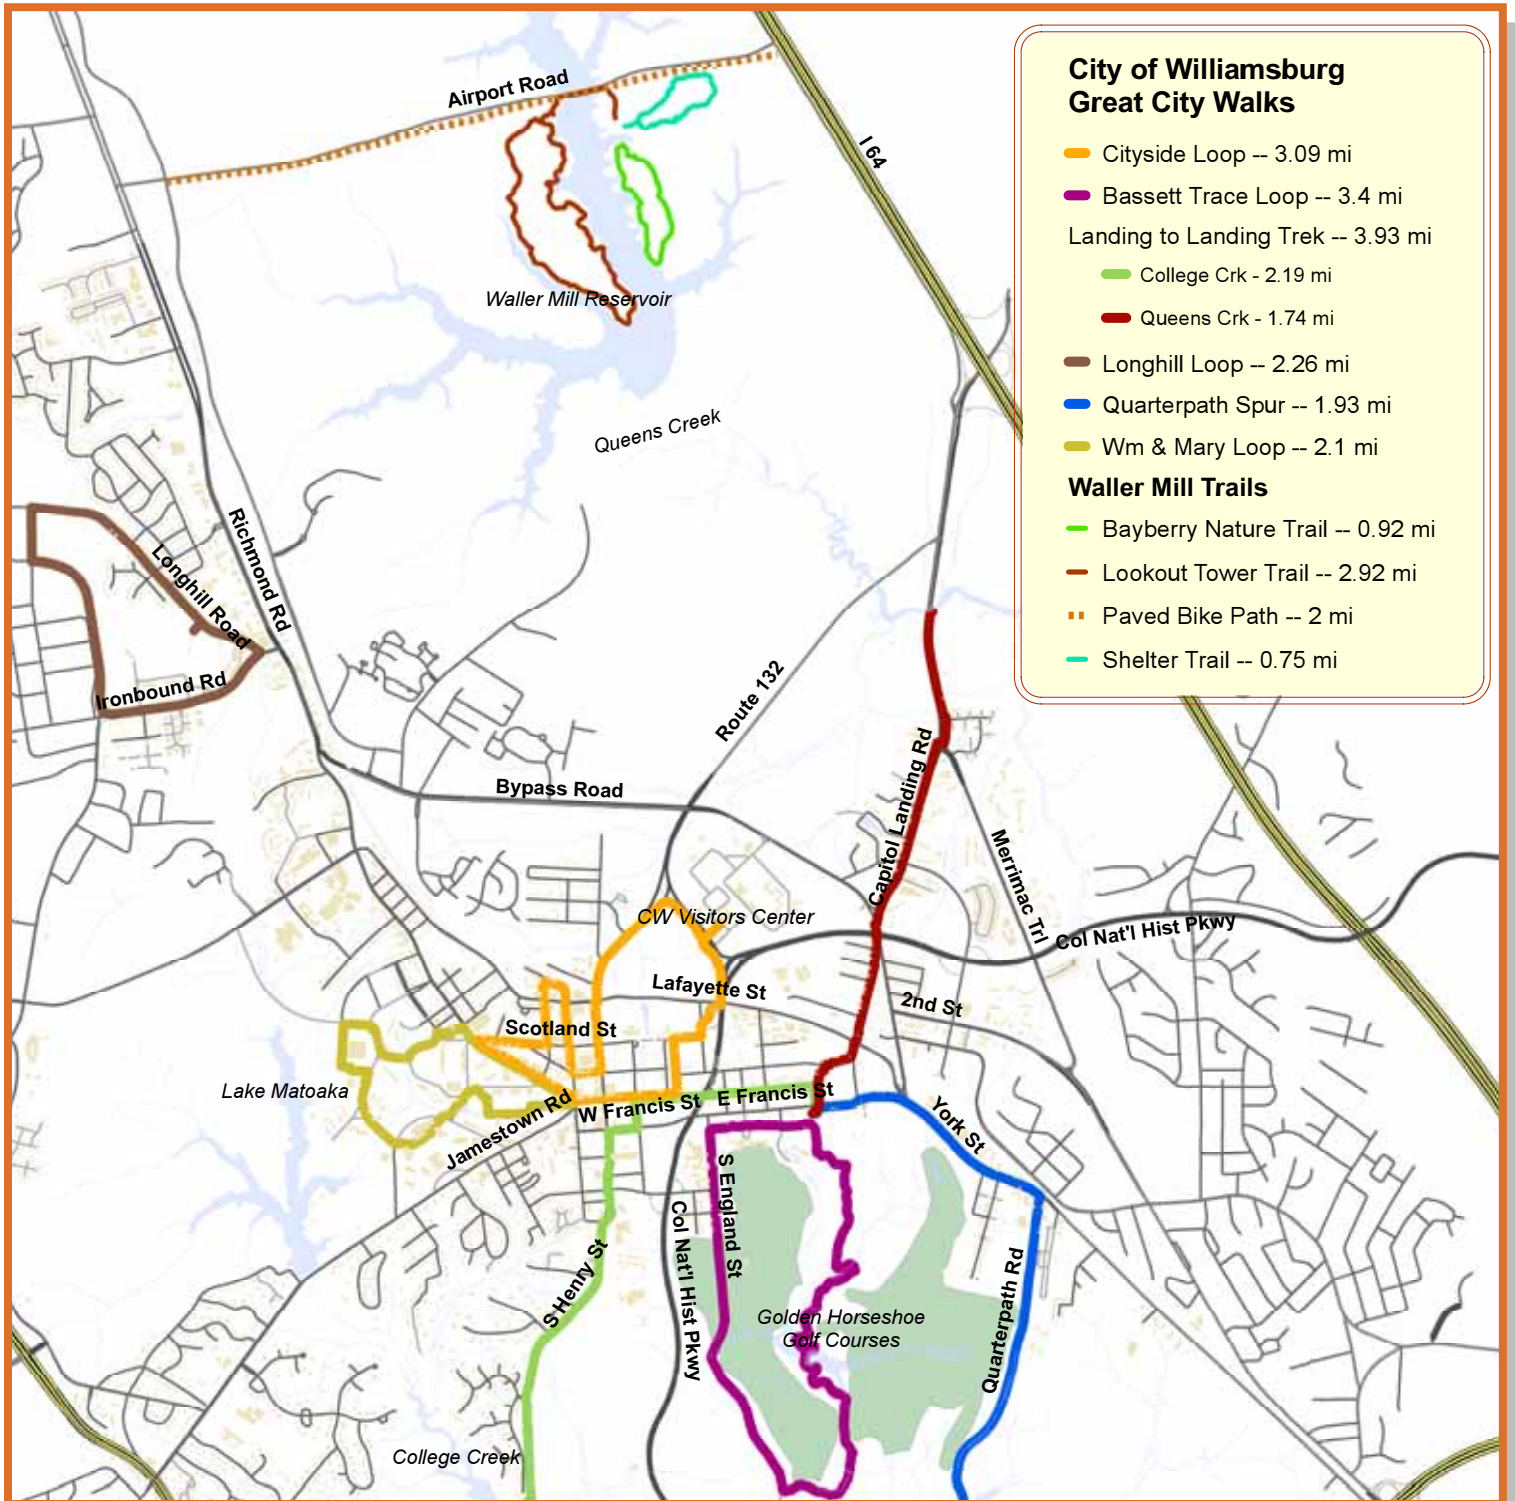 City of Williamsburg
Great City Walks
Cityside Loop -- 3.09 mi
Bassett Trace Loop -- 3.4 mi
Landing to Landing Trek -- 3.93 mi
College Crk - 2.19 mi
Queens Crk - 1.74 mi
Longhill Loop -- 2.26 mi
Quarterpath Spur -- 1.93 mi
Wm & Mary Loop -- 2.1 mi
Waller Mill Trails
Bayberry Nature Trail -- 0.92 mi
Lookout Tower Trail -- 2.92 mi
Paved Bike Path -- 2 mi
Shelter Trail -- 0.75 mi
Airport Road
I 64
Waller Mill Reservoir
Queens Creek
Richmond Rd
Longhill Road
Ironbound Rd
Route 132
Bypass Road
Capitol Landing Rd
Merrimac Trl
CW Visitors Center
Col Nat'l Hist Pkwy
Lafayette St
2nd St
Scotland St
Lake Matoaka
Jamestown Rd
W Francis St
E Francis St
York St
S England St
Col Nat'l Hist Pkwy
S Henry St
Quarterpath Rd
Golden Horseshoe
Golf Courses
College Creek